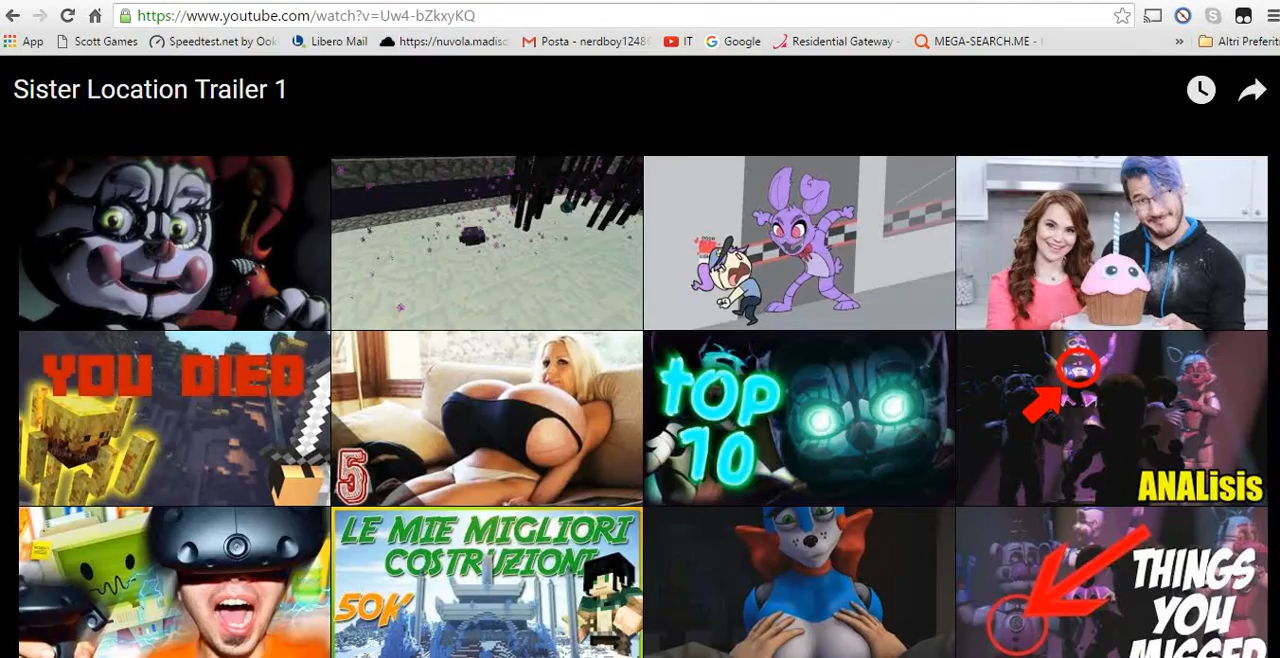 https://www.youtube.com/watch?v=Uw4-bZkxyKQ
App Scott Games Speedtest.net by Ook Libero Mail https://nuvola.madisc Posta - nerdboy1248 IT Google Residential Gateway - MEGA-SEARCH.ME - » Altri Preferiti
Sister Location Trailer 1
YOU DIED
5
TOP
10
ANALisis
LE MIE MIGLIORI
COSTRUZIONI
50K
THINGS
YOU
MISSED